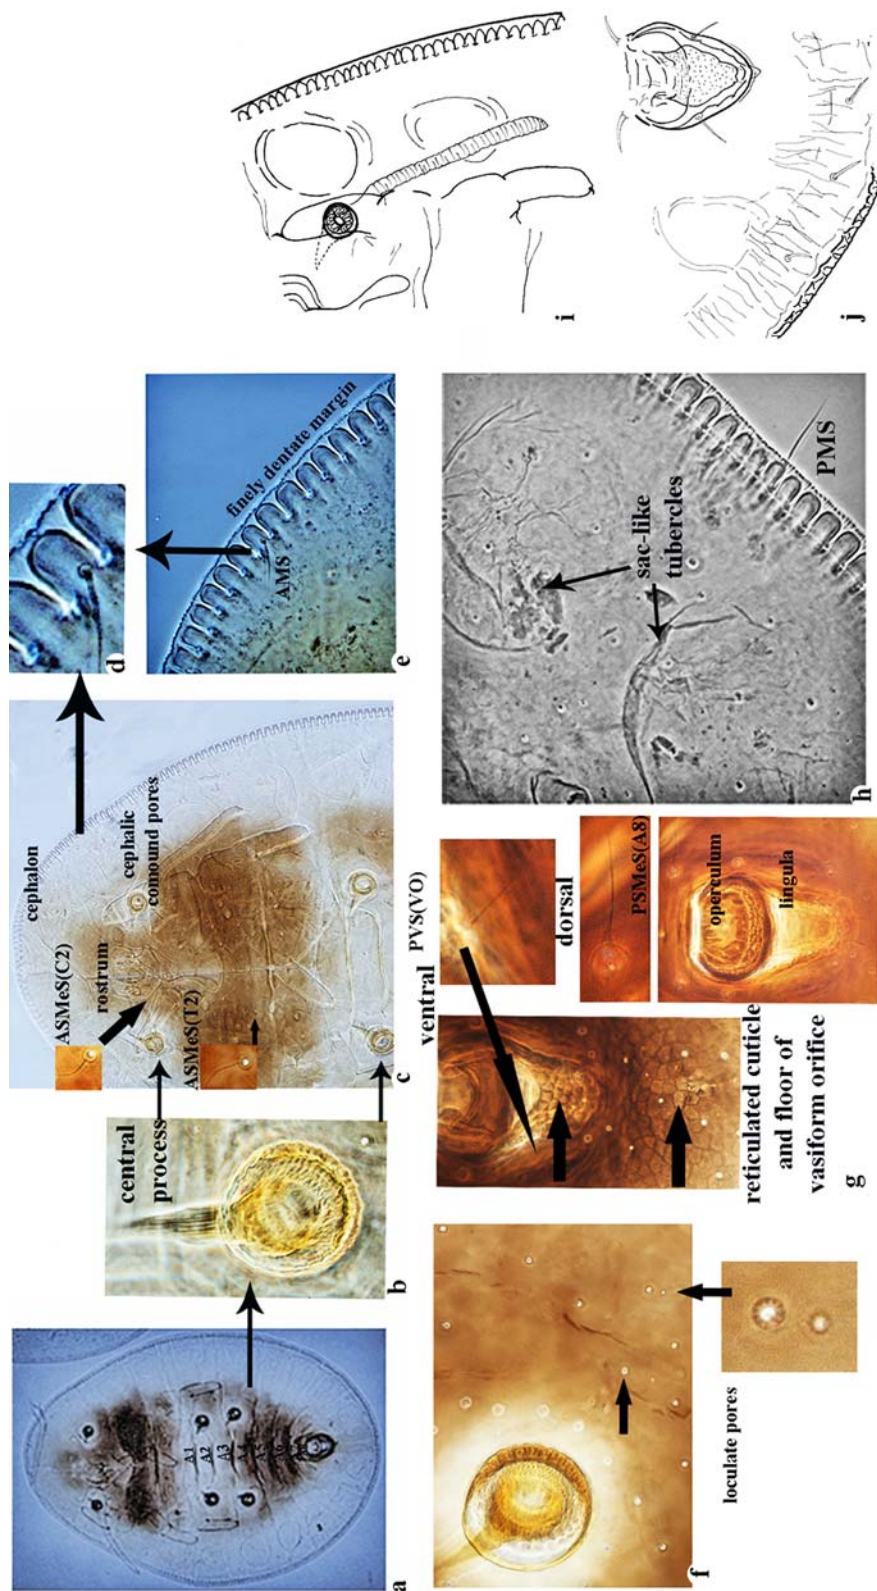 a
A1
A2
A3
A4
A5
A6
b
central
process
c
cephalon
rostrum
cephalic
comound pores
ASMeS(C2)
ASMeS(T2)
ventral
d
e
finely dentate margin
AMS
f
loculate pores
g
PVS(VO)
dorsal
PSMeS(A8)
operculum
lingula
reticulated cuticle
and floor of
vasiform orifice
h
sac-like
tubercles
PMS
i
j